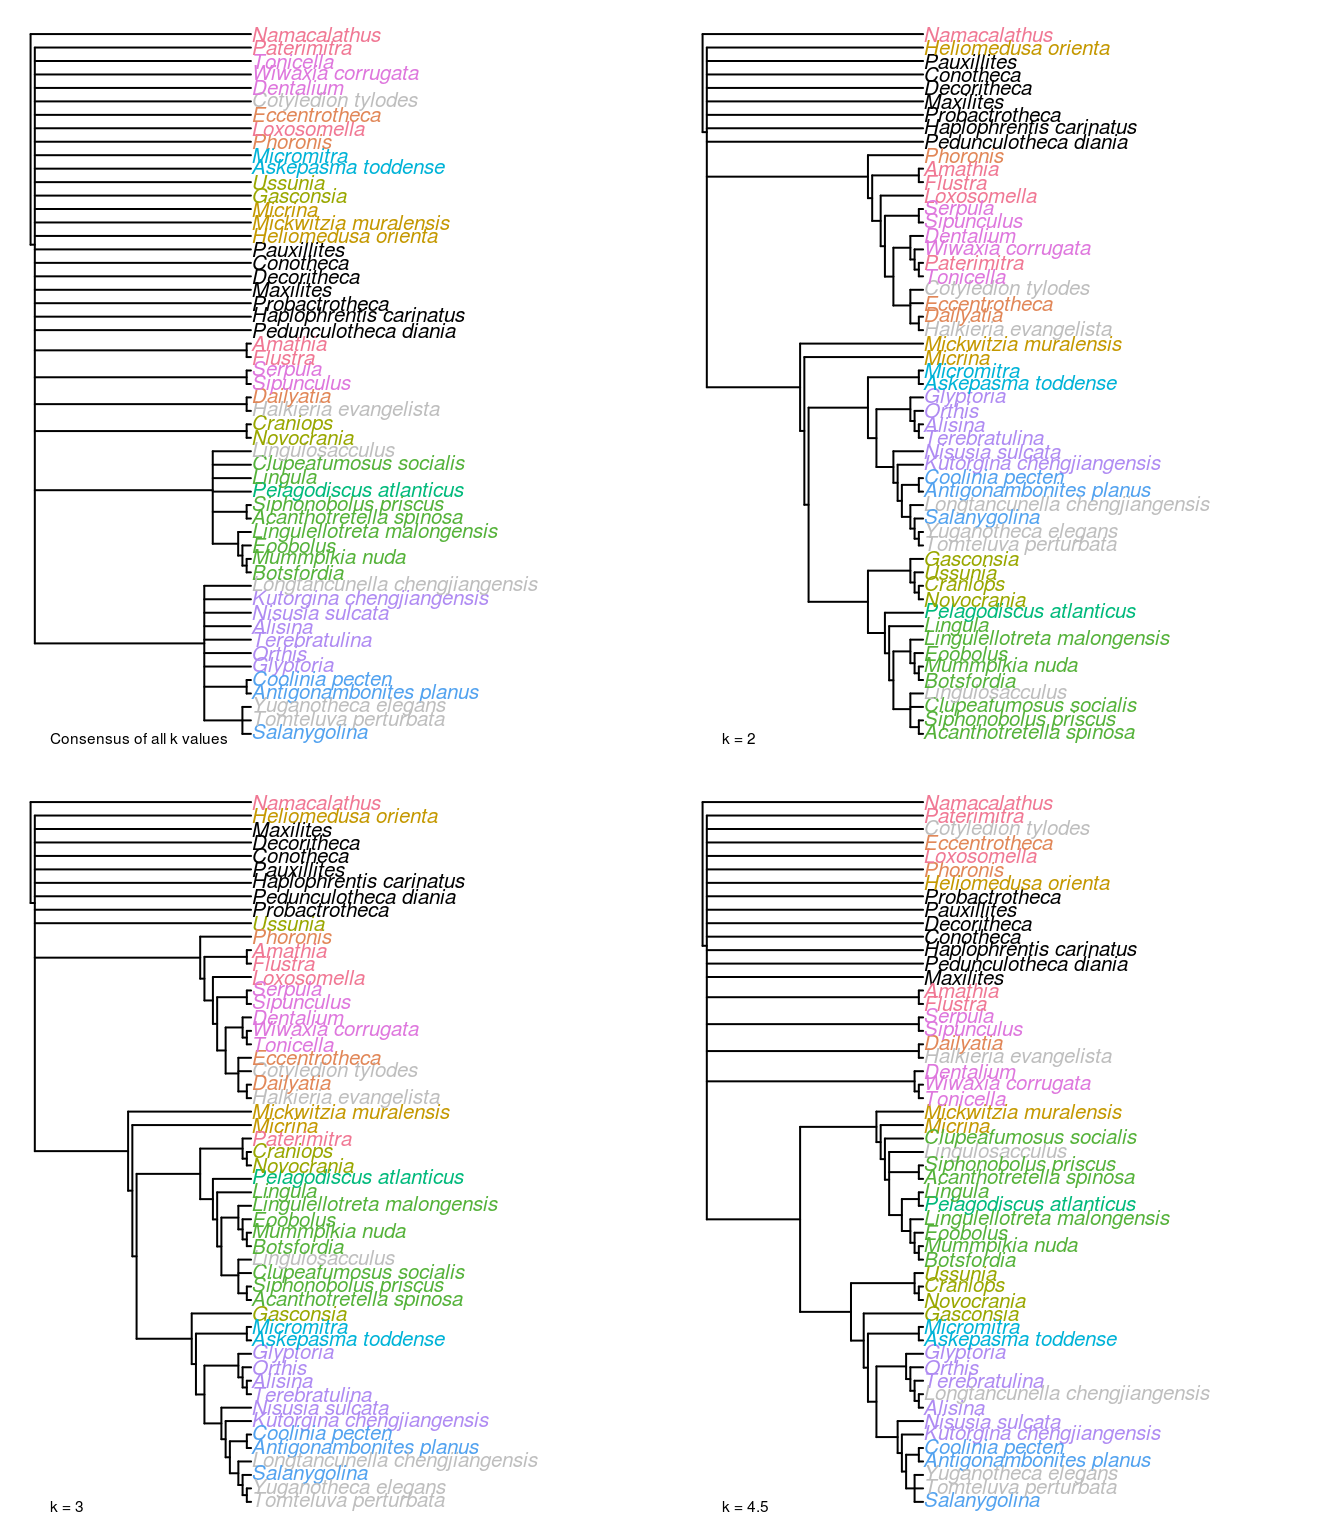 Namacalathus
Paterimitra
Tonicella
Wiwaxia corrugata
Dentalium
Cotyledion tylodes
Eccentrotheca
Loxosomella
Phoronis
Micromitra
Askepasma toddense
Ussunia
Gasconsia
Micrina
Mickwitzia muralensis
Heliomedusa orienta
Pauxillites
Conotheca
Decoritheca
Maxilites
Probactrotheca
Haplophrentis carinatus
Pedunculotheca diania
Amathia
Flustra
Serpula
Sipunculus
Dailyatia
Halkieria evangelista
Craniops
Novocrania
Lingulosacculus
Clupeafumosus socialis
Lingula
Pelagodiscus atlanticus
Siphonobolus priscus
Acanthotretella spinosa
Lingulellotreta malongensis
Eoobolus
Mummpikia nuda
Botsfordia
Longtancunella chengjiangensis
Kutorgina chengjiangensis
Nisusia sulcata
Alisina
Terebratulina
Orthis
Glyptoria
Coolinia pecten
Antigonambonites planus
Yuganotheca elegans
Tomteluva perturbata
Salanygolina
Consensus of all k values
Namacalathus
Heliomedusa orienta
Pauxillites
Conotheca
Decoritheca
Maxilites
Probactrotheca
Haplophrentis carinatus
Pedunculotheca diania
Phoronis
Amathia
Flustra
Loxosomella
Serpula
Sipunculus
Dentalium
Wiwaxia corrugata
Paterimitra
Tonicella
Cotyledion tylodes
Eccentrotheca
Dailyatia
Halkieria evangelista
Mickwitzia muralensis
Micrina
Micromitra
Askepasma toddense
Glyptoria
Orthis
Alisina
Terebratulina
Nisusia sulcata
Kutorgina chengjiangensis
Coolinia pecten
Antigonambonites planus
Longtancunella chengjiangensis
Salanygolina
Yuganotheca elegans
Tomteluva perturbata
Gasconsia
Ussunia
Craniops
Novocrania
Pelagodiscus atlanticus
Lingula
Lingulellotreta malongensis
Eoobolus
Mummpikia nuda
Botsfordia
Lingulosacculus
Clupeafumosus socialis
Siphonobolus priscus
Acanthotretella spinosa
k = 2
Namacalathus
Heliomedusa orienta
Maxilites
Decoritheca
Conotheca
Pauxillites
Haplophrentis carinatus
Pedunculotheca diania
Probactrotheca
Ussunia
Phoronis
Amathia
Flustra
Loxosomella
Serpula
Sipunculus
Dentalium
Wiwaxia corrugata
Tonicella
Eccentrotheca
Cotyledion tylodes
Dailyatia
Halkieria evangelista
Mickwitzia muralensis
Micrina
Paterimitra
Craniops
Novocrania
Pelagodiscus atlanticus
Lingula
Lingulellotreta malongensis
Eoobolus
Mummpikia nuda
Botsfordia
Lingulosacculus
Clupeafumosus socialis
Siphonobolus priscus
Acanthotretella spinosa
Gasconsia
Micromitra
Askepasma toddense
Glyptoria
Orthis
Alisina
Terebratulina
Nisusia sulcata
Kutorgina chengjiangensis
Coolinia pecten
Antigonambonites planus
Longtancunella chengjiangensis
Salanygolina
Yuganotheca elegans
Tomteluva perturbata
k = 3
Namacalathus
Paterimitra
Cotyledion tylodes
Eccentrotheca
Loxosomella
Phoronis
Heliomedusa orienta
Probactrotheca
Pauxillites
Decoritheca
Conotheca
Haplophrentis carinatus
Pedunculotheca diania
Maxilites
Amathia
Flustra
Serpula
Sipunculus
Dailyatia
Halkieria evangelista
Dentalium
Wiwaxia corrugata
Tonicella
Mickwitzia muralensis
Micrina
Clupeafumosus socialis
Lingulosacculus
Siphonobolus priscus
Acanthotretella spinosa
Lingula
Pelagodiscus atlanticus
Lingulellotreta malongensis
Eoobolus
Mummpikia nuda
Botsfordia
Ussunia
Craniops
Novocrania
Gasconsia
Micromitra
Askepasma toddense
Glyptoria
Orthis
Terebratulina
Longtancunella chengjiangensis
Alisina
Nisusia sulcata
Kutorgina chengjiangensis
Coolinia pecten
Antigonambonites planus
Yuganotheca elegans
Tomteluva perturbata
Salanygolina
k = 4.5